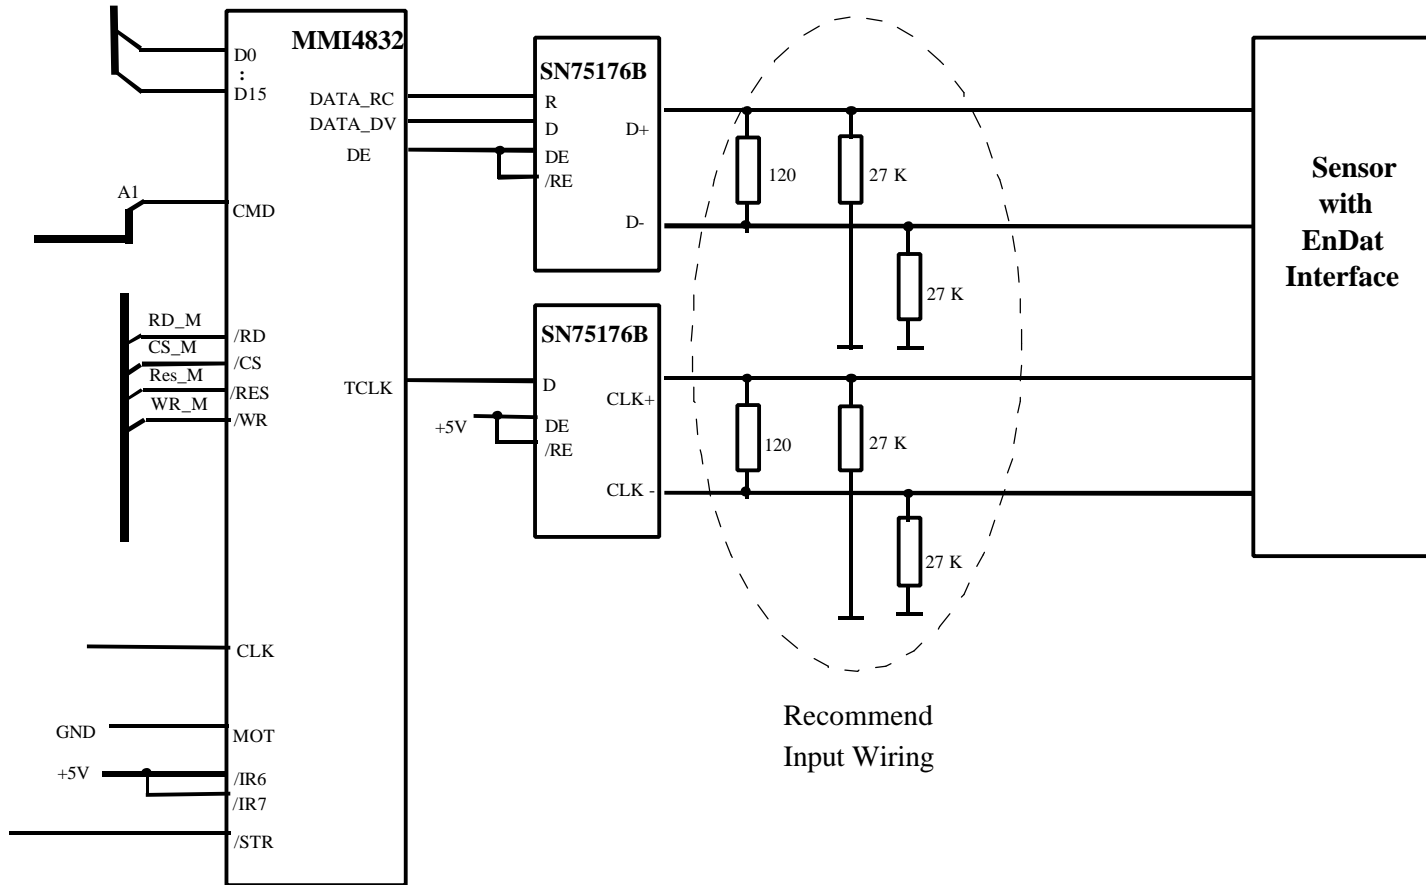 MMI4832
D0
:
D15
DATA_RC
DATA_DV
DE
A1
CMD
RD_M
/RD
CS_M
/CS
Res_M
/RES
WR_M
/WR
TCLK
CLK
GND
MOT
+5V
/IR6
/IR7
/STR
SN75176B
R
D
D+
DE
/RE
D-
SN75176B
D
CLK+
+5V
DE
/RE
CLK -
120
27 K
27 K
120
27 K
27 K
Recommend
Input Wiring
Sensor
with
EnDat
Interface